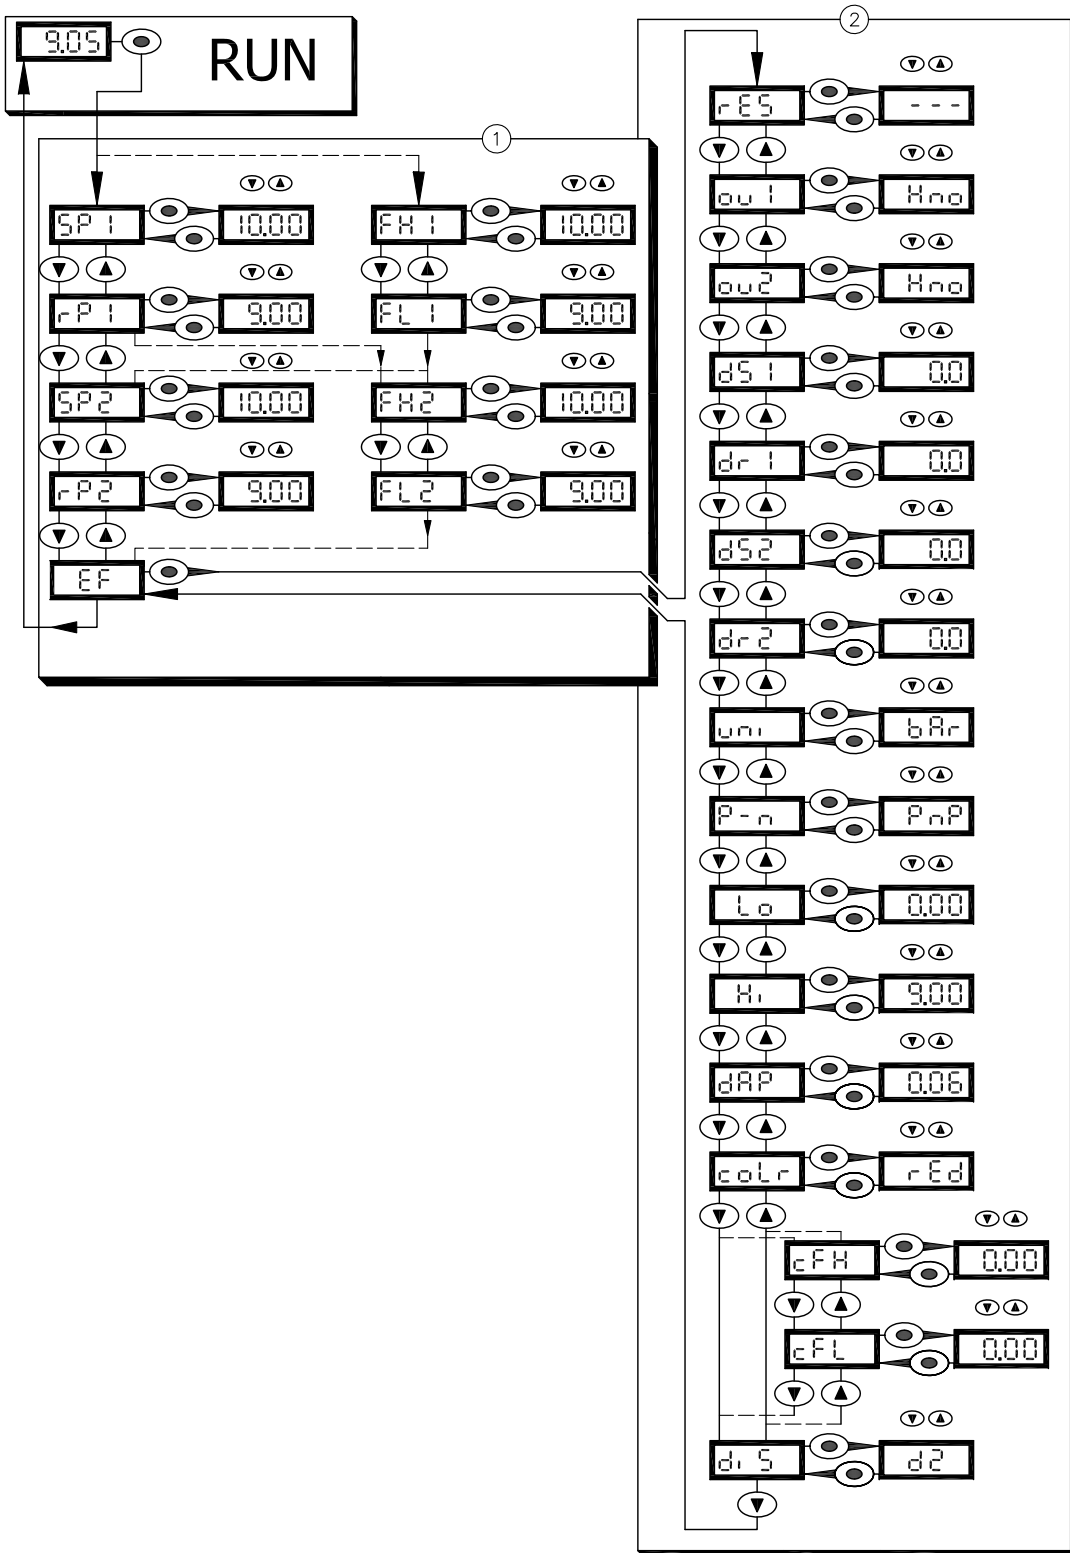 9.05
RUN
1
SP1 10.00
FH1 10.00
rP1 9.00
FL1 9.00
SP2 10.00
FH2 10.00
rP2 9.00
FL2 9.00
EF
2
rES ---
ou1 Hno
ou2 Hno
dS1 0.0
dr1 0.0
dS2 0.0
dr2 0.0
uni bAr
P-n PnP
Lo 0.00
Hi 9.00
dAP 0.06
coLr rEd
cFH 0.00
cFL 0.00
diS d2